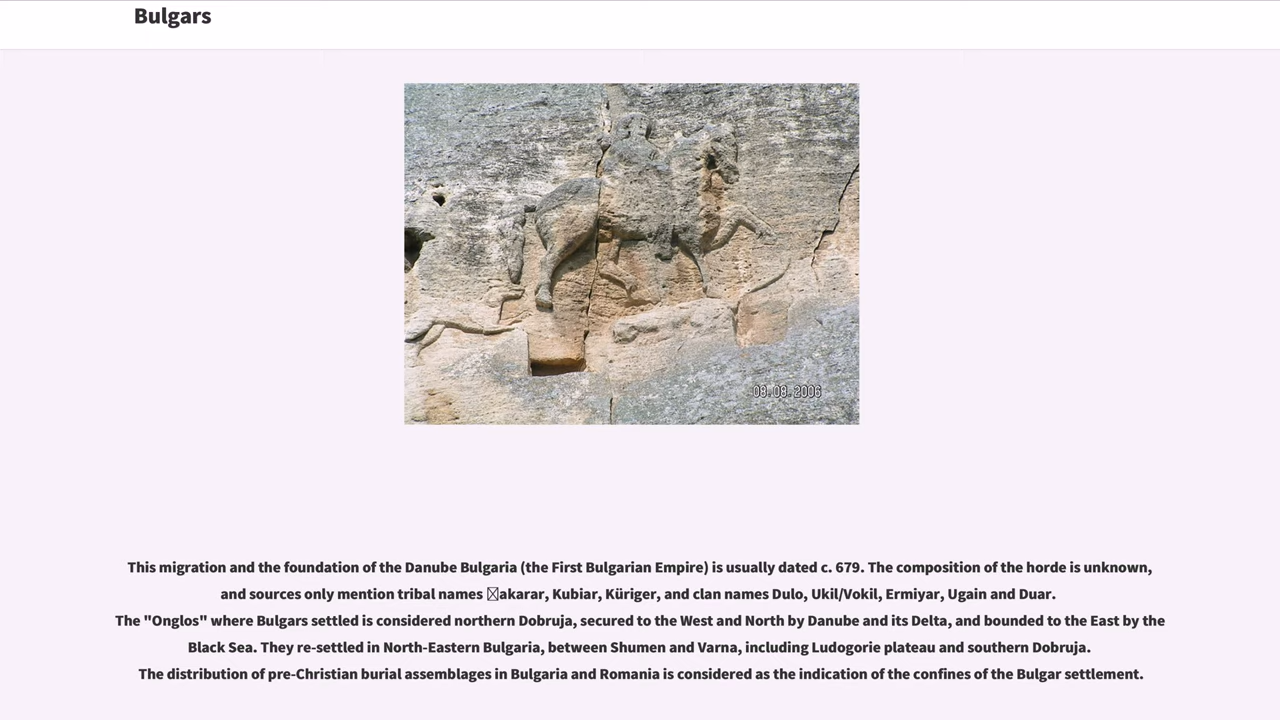 Bulgars
09.09.2006
This migration and the foundation of the Danube Bulgaria (the First Bulgarian Empire) is usually dated c. 679. The composition of the horde is unknown,
and sources only mention tribal names akarar, Kubiar, Küriger, and clan names Dulo, Ukil/Vokil, Ermiyar, Ugain and Duar.
The "Onglos" where Bulgars settled is considered northern Dobruja, secured to the West and North by Danube and its Delta, and bounded to the East by the
Black Sea. They re-settled in North-Eastern Bulgaria, between Shumen and Varna, including Ludogorie plateau and southern Dobruja.
The distribution of pre-Christian burial assemblages in Bulgaria and Romania is considered as the indication of the confines of the Bulgar settlement.